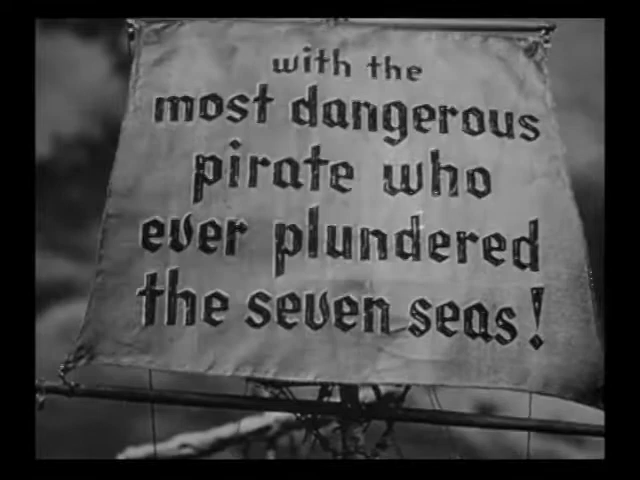 with the
most dangerous
pirate who
ever plundered
the seven seas!